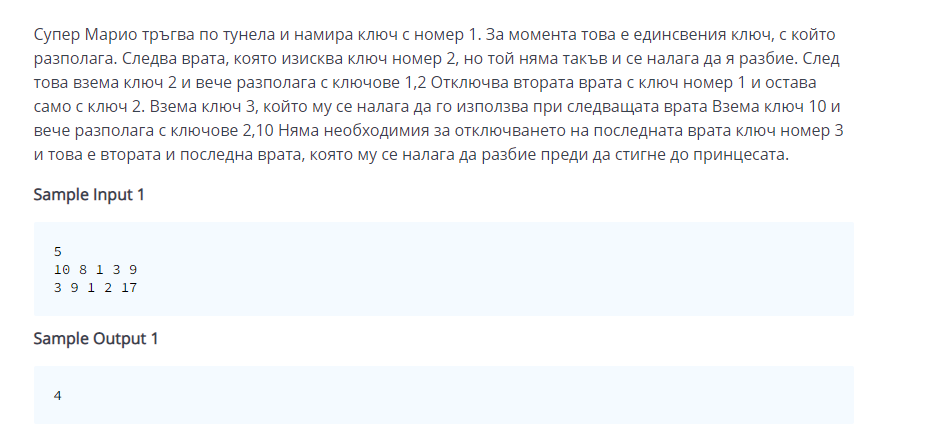 Супер Марио тръгва по тунела и намира ключ с номер 1. За момента това е единсвения ключ, с който
разполага. Следва врата, която изисква ключ номер 2, но той няма такъв и се налага да я разбие. След
това взема ключ 2 и вече разполага с ключове 1,2 Отключва втората врата с ключ номер 1 и остава
само с ключ 2. Взема ключ 3, който му се налага да го използва при следващата врата Взема ключ 10 и
вече разполага с ключове 2,10 Няма необходимия за отключването на последната врата ключ номер 3
и това е втората и последна врата, която му се налага да разбие преди да стигне до принцесата.
Sample Input 1
5
10 8 1 3 9
3 9 1 2 17
Sample Output 1
4